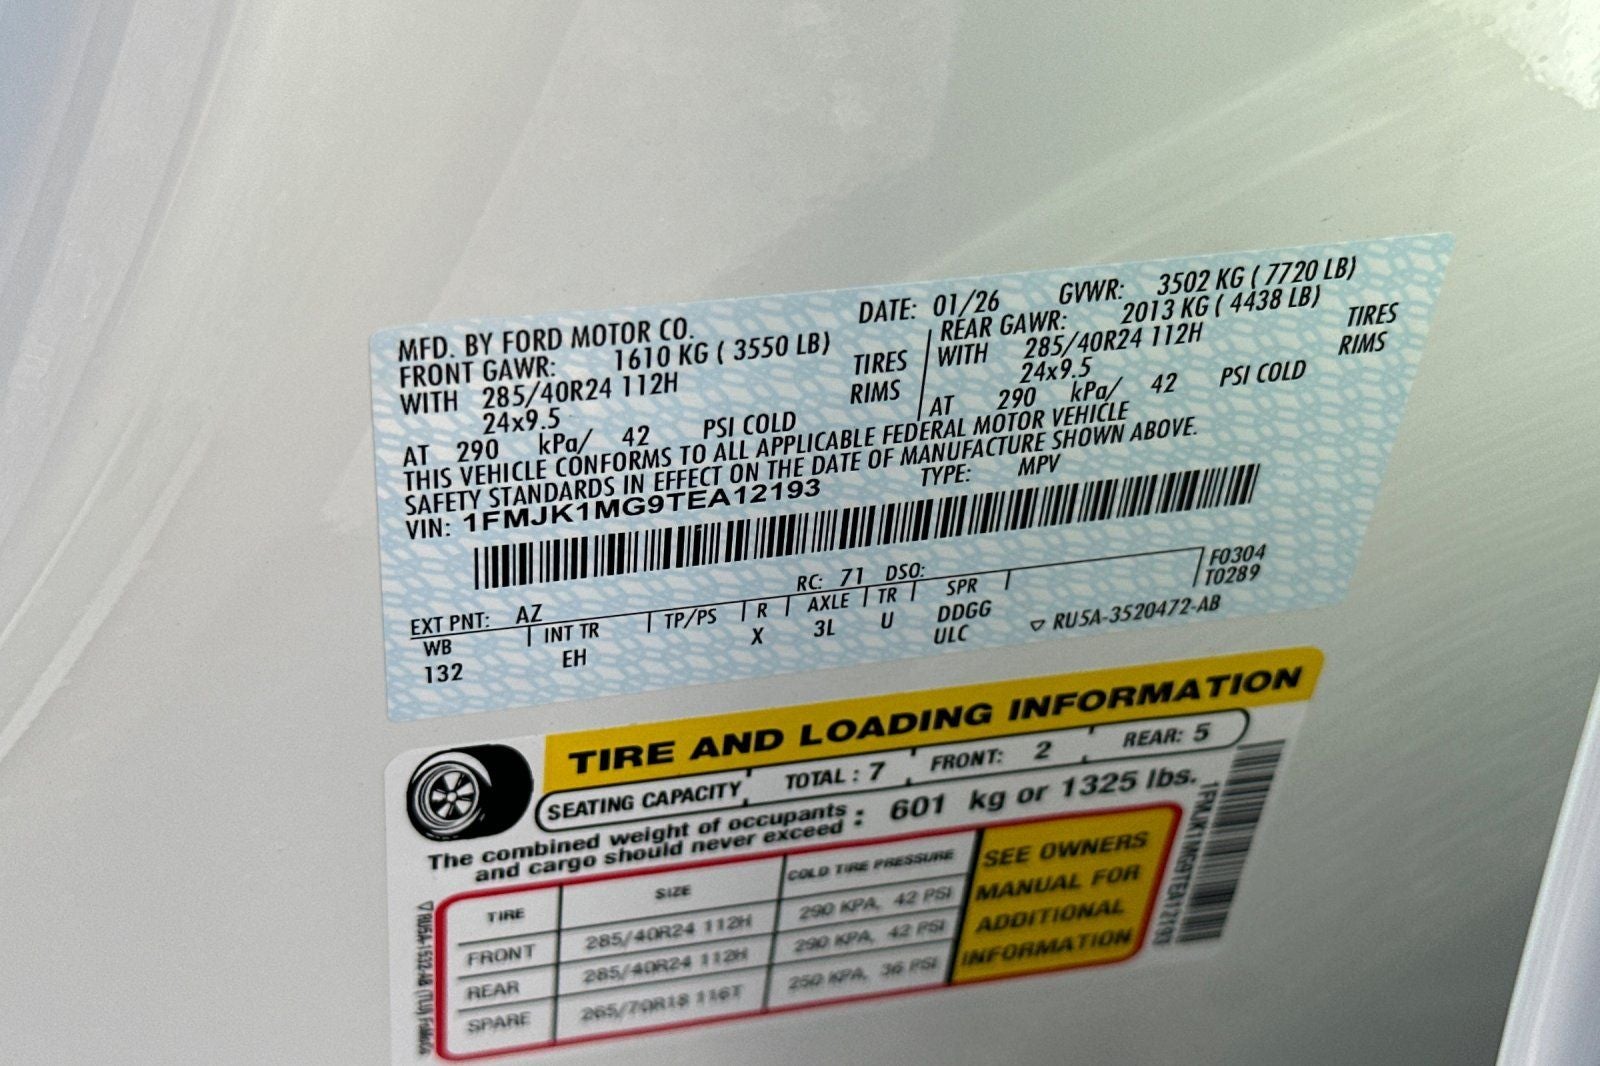 MFD. BY FORD MOTOR CO. DATE: 01/26 GVWR: 3502 KG ( 7720 LB)
FRONT GAWR: 1610 KG ( 3550 LB) REAR GAWR: 2013 KG ( 4438 LB)
WITH 285/40R24 112H TIRES WITH 285/40R24 112H TIRES
24x9.5 RIMS 24x9.5 RIMS
AT 290 kPa/ 42 PSI COLD AT 290 kPa/ 42 PSI COLD
THIS VEHICLE CONFORMS TO ALL APPLICABLE FEDERAL MOTOR VEHICLE
SAFETY STANDARDS IN EFFECT ON THE DATE OF MANUFACTURE SHOWN ABOVE.
VIN: 1FMJK1MG9TEA12193 TYPE: MPV
EXT PNT: AZ RC: 71 DSO: F0304
WB INT TR TP/PS R AXLE TR SPR T0289
132 EH X 3L U DDGG
ULC ▽ RU5A-3520472-AB
TIRE AND LOADING INFORMATION
SEATING CAPACITY TOTAL : 7 FRONT: 2 REAR: 5
The combined weight of occupants
and cargo should never exceed : 601 kg or 1325 lbs.
TIRE SIZE COLD TIRE PRESSURE
FRONT 285/40R24 112H 290 KPA, 42 PSI
REAR 285/40R24 112H 290 KPA, 42 PSI
SPARE 265/70R18 116T 250 KPA, 36 PSI
SEE OWNERS
MANUAL FOR
ADDITIONAL
INFORMATION
1FMJK1MG9TEA12193